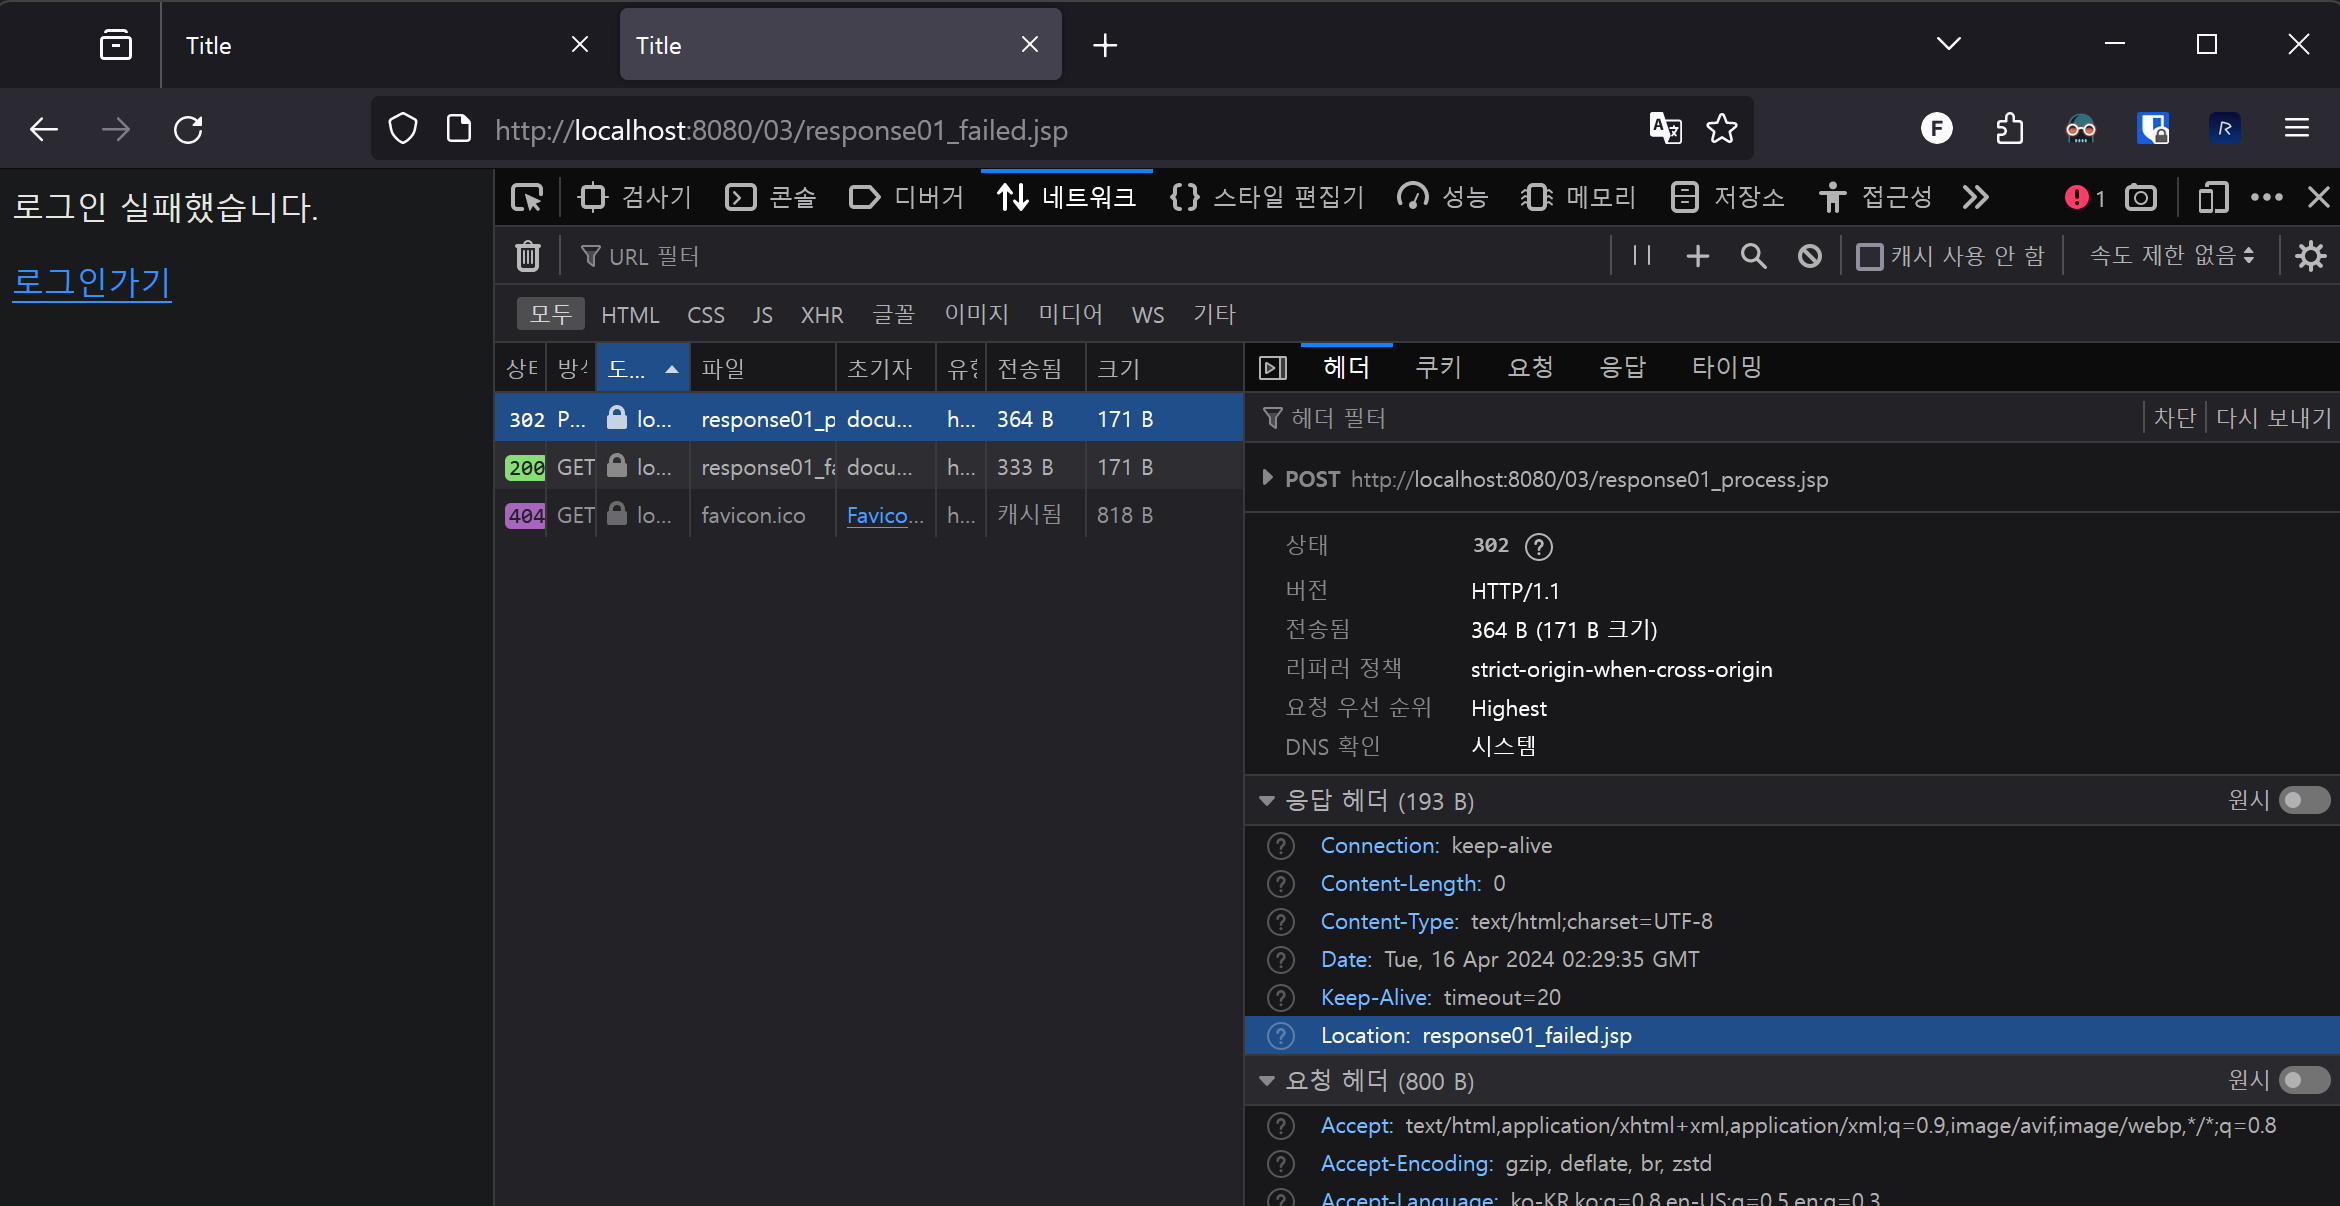 Title
Title
http://localhost:8080/03/response01_failed.jsp
F
R
로그인 실패했습니다.
로그인가기
검사기 콘솔 디버거 네트워크 스타일 편집기 성능 메모리 저장소 접근성 1
URL 필터 캐시 사용 안 함 속도 제한 없음
모두 HTML CSS JS XHR 글꼴 이미지 미디어 WS 기타
도... 파일 초기자 전송됨 크기
302 P... lo... response01_p docu... h... 364 B 171 B
200 GET lo... response01_fa docu... h... 333 B 171 B
404 GET lo... favicon.ico Favico... h... 캐시됨 818 B
헤더 쿠키 요청 응답 타이밍
헤더 필터 차단 다시 보내기
POST http://localhost:8080/03/response01_process.jsp
상태 302
버전 HTTP/1.1
전송됨 364 B (171 B 크기)
리퍼러 정책 strict-origin-when-cross-origin
요청 우선 순위 Highest
DNS 확인 시스템
응답 헤더 (193 B) 원시
Connection: keep-alive
Content-Length: 0
Content-Type: text/html;charset=UTF-8
Date: Tue, 16 Apr 2024 02:29:35 GMT
Keep-Alive: timeout=20
Location: response01_failed.jsp
요청 헤더 (800 B) 원시
Accept: text/html,application/xhtml+xml,application/xml;q=0.9,image/avif,image/webp,*/*;q=0.8
Accept-Encoding: gzip, deflate, br, zstd
Accept-Language: ko-KR,ko;q=0.8,en-US;q=0.5,en;q=0.3